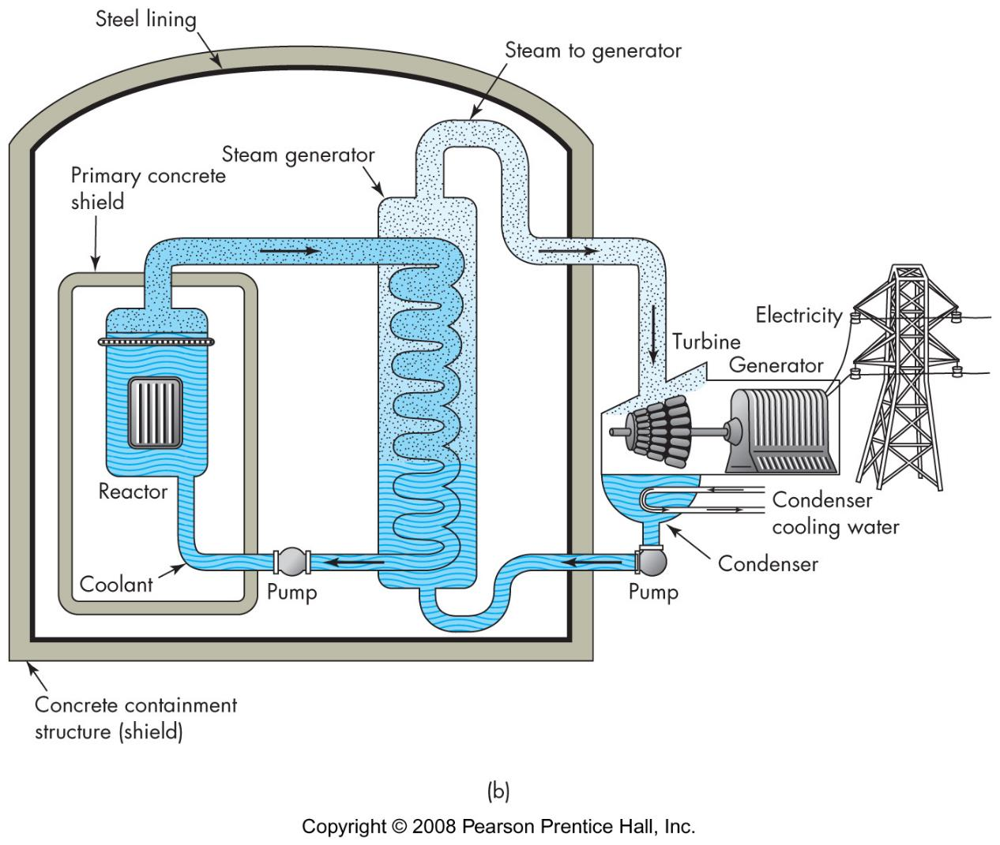 Steel lining
Steam to generator
Steam generator
Primary concrete
shield
Electricity
Turbine
Generator
Reactor
Condenser
cooling water
Coolant
Pump
Condenser
Pump
Concrete containment
structure (shield)
(b)
Copyright © 2008 Pearson Prentice Hall, Inc.